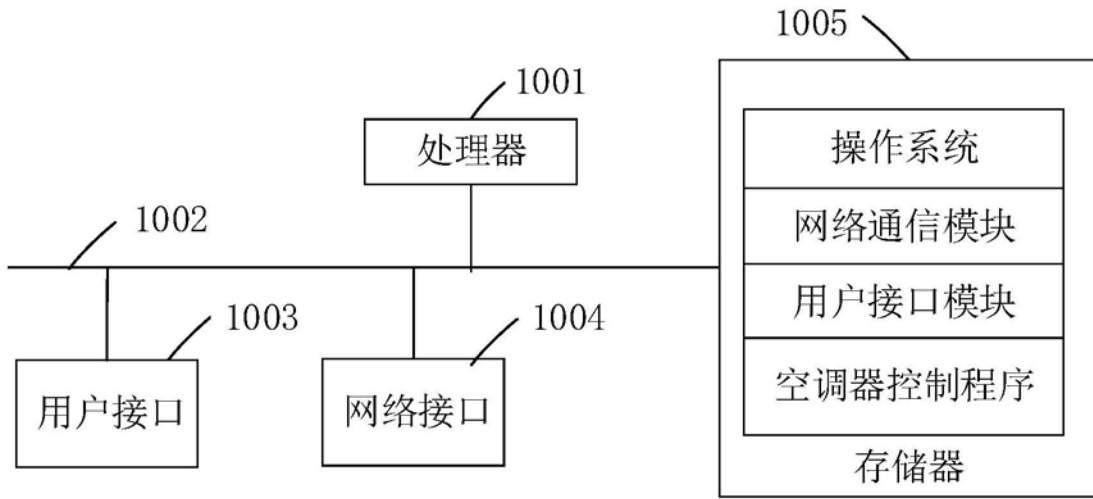 1005
1001
处理器
操作系统
1002
网络通信模块
用户接口模块
1003
1004
用户接口
网络接口
空调器控制程序
存储器